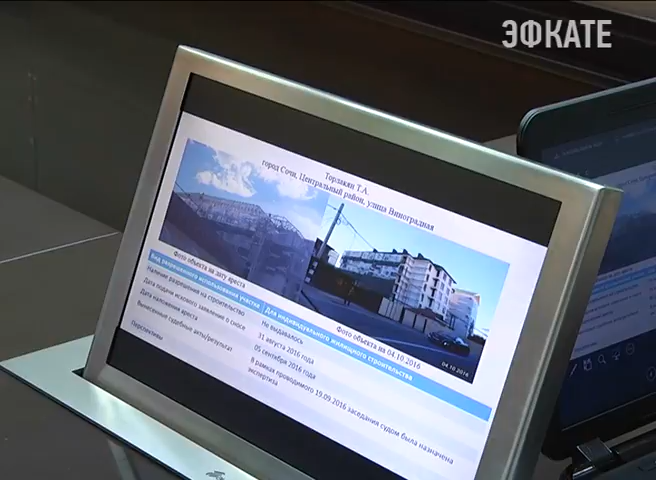 ЭФКАТЕ
Тордакян Т.А.
город Сочи, Центральный район, улица Виноградная
04.10.2016
Фото объекта на дату ареста
Фото объекта на 04.10.2016
Вид разрешенного использования участка
Для индивидуального жилищного строительства
Наличие разрешения на строительство
Не выдавалось
Дата подачи искового заявления о сносе
31 августа 2016 года
Дата наложения ареста
05 сентября 2016 года
Вынесенные судебные акты/результат
В рамках проводимого 19.09.2016 заседания судом была назначена
экспертиза
Перспективы